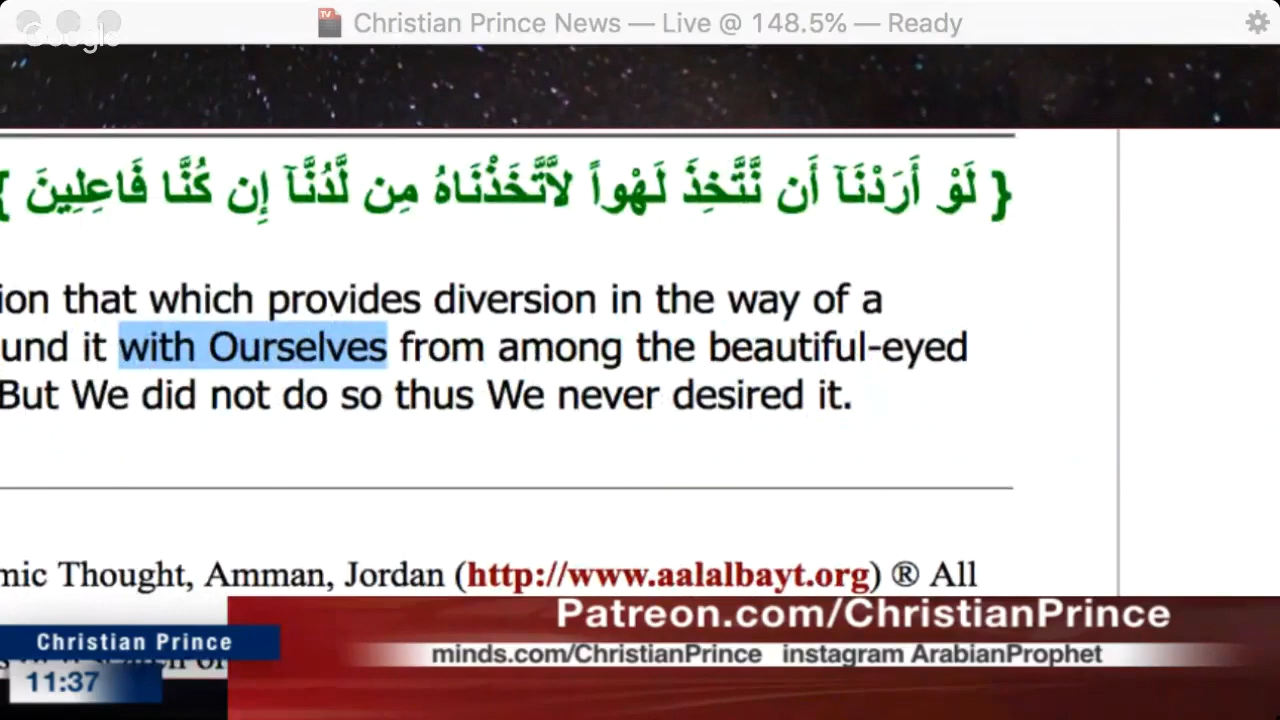 Christian Prince News — Live @ 148.5% — Ready
Google
{ لَوْ أَرَدْنَآ أَن نَّتَّخِذَ لَهْواً لاَّتَّخَذْنَاهُ مِن لَّدُنَّآ إِن كُنَّا فَاعِلِينَ }
ion that which provides diversion in the way of a
und it with Ourselves from among the beautiful-eyed
But We did not do so thus We never desired it.
mic Thought, Amman, Jordan (http://www.aalalbayt.org) ® All
Patreon.com/ChristianPrince
Christian Prince
minds.com/ChristianPrince instagram ArabianProphet
11:37